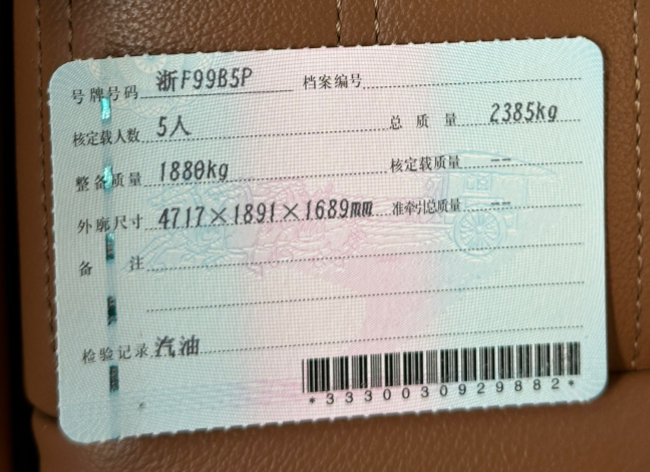 号牌号码 浙F99B5P 档案编号
核定载人数 5人 总质量 2385kg
整备质量 1880kg 核定载质量 --
外廓尺寸 4717×1891×1689mm 准牵引总质量 --
备注
检验记录 汽油
*3330030929882*